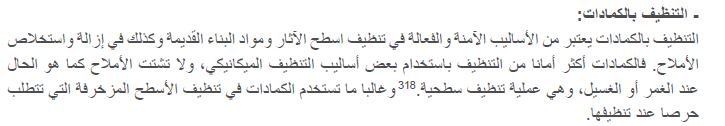 - التنظيف بالكمادات:
التنظيف بالكمادات يعتبر من الأساليب الآمنة والفعالة في تنظيف اسطح الآثار ومواد البناء القديمة وكذلك في إزالة واستخلاص
الأملاح. فالكمادات أكثر أمانا من التنظيف باستخدام بعض أساليب التنظيف الميكانيكي، ولا تشتت الأملاح كما هو الحال
عند الغمر أو الغسيل، وهي عملية تنظيف سطحية.318 وغالبا ما تستخدم الكمادات في تنظيف الأسطح المزخرفة التي تتطلب
حرصا عند تنظيفها.